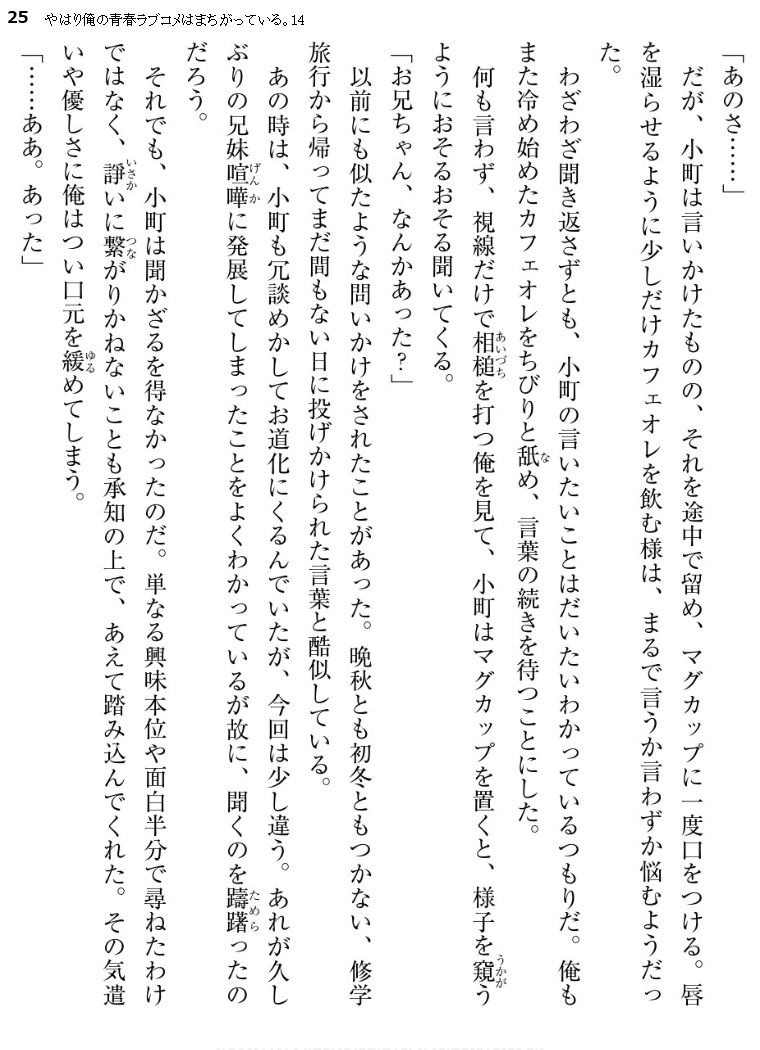 25 やはり俺の青春ラブコメはまちがっている。14
「あのさ……」
だが、小町は言いかけたものの、それを途中で留め、マグカップに一度口をつける。唇
を湿らせるように少しだけカフェオレを飲む様は、まるで言うか言わずか悩むようだっ
た。
わざわざ聞き返さずとも、小町の言いたいことはだいたいわかっているつもりだ。俺も
また冷め始めたカフェオレをちびりと舐め、言葉の続きを待つことにした。
何も言わず、視線だけで相槌を打つ俺を見て、小町はマグカップを置くと、様子を窺う
ようにおそるおそる聞いてくる。
「お兄ちゃん、なんかあった？」
以前にも似たような問いかけをされたことがあった。晩秋とも初冬ともつかない、修学
旅行から帰ってまだ間もない日に投げかけられた言葉と酷似している。
あの時は、小町も冗談めかしてお道化にくるんでいたが、今回は少し違う。あれが久し
ぶりの兄妹喧嘩に発展してしまったことをよくわかっているが故に、聞くのを躊躇ったの
だろう。
それでも、小町は聞かざるを得なかったのだ。単なる興味本位や面白半分で尋ねたわけ
ではなく、諍いに繋がりかねないことも承知の上で、あえて踏み込んでくれた。その気遣
いや優しさに俺はつい口元を緩めてしまう。
「……ああ。あった」